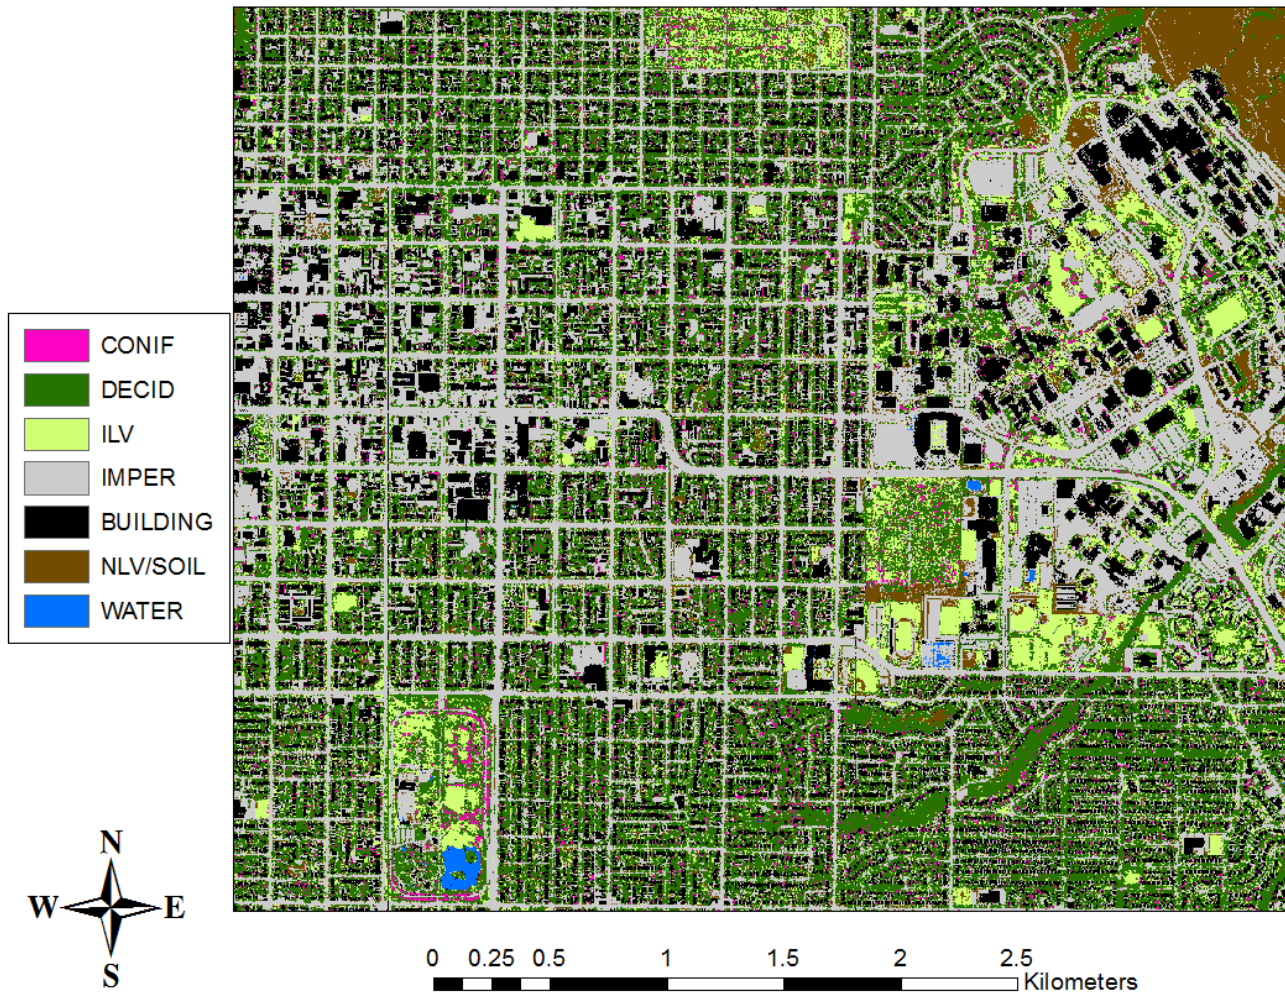 CONIF
DECID
ILV
IMPER
BUILDING
NLV/SOIL
WATER
N
W E
S
0 0.25 0.5 1 1.5 2 2.5
Kilometers